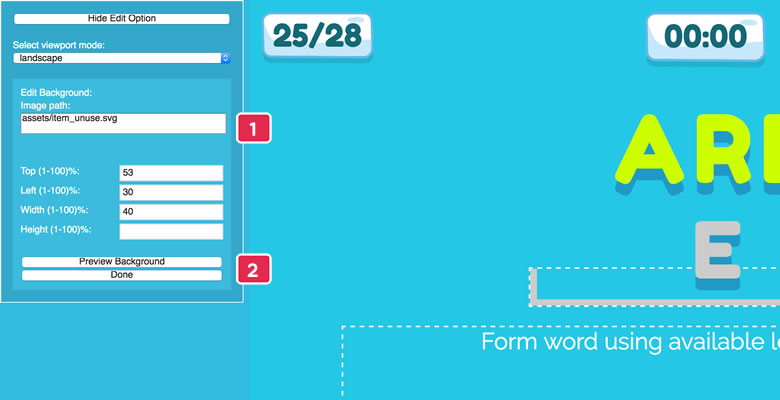 Hide Edit Option
Select viewport mode:
landscape
Edit Background:
Image path:
assets/item_unuse.svg
1
Top (1-100)%: 53
Left (1-100)%: 30
Width (1-100)%: 40
Height (1-100)%:
Preview Background
Done
2
25/28
00:00
AR
E
Form word using available